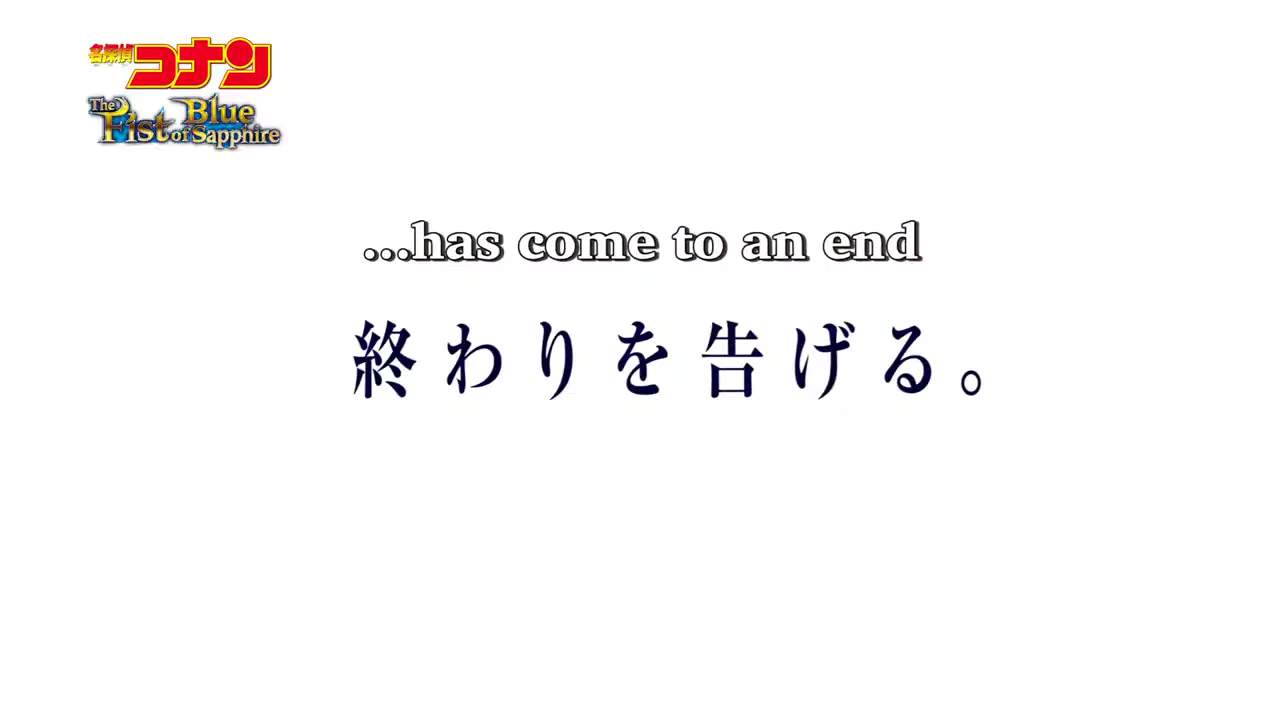 名探偵コナン
The Fist of Blue Sapphire
...has come to an end
終わりを告げる。